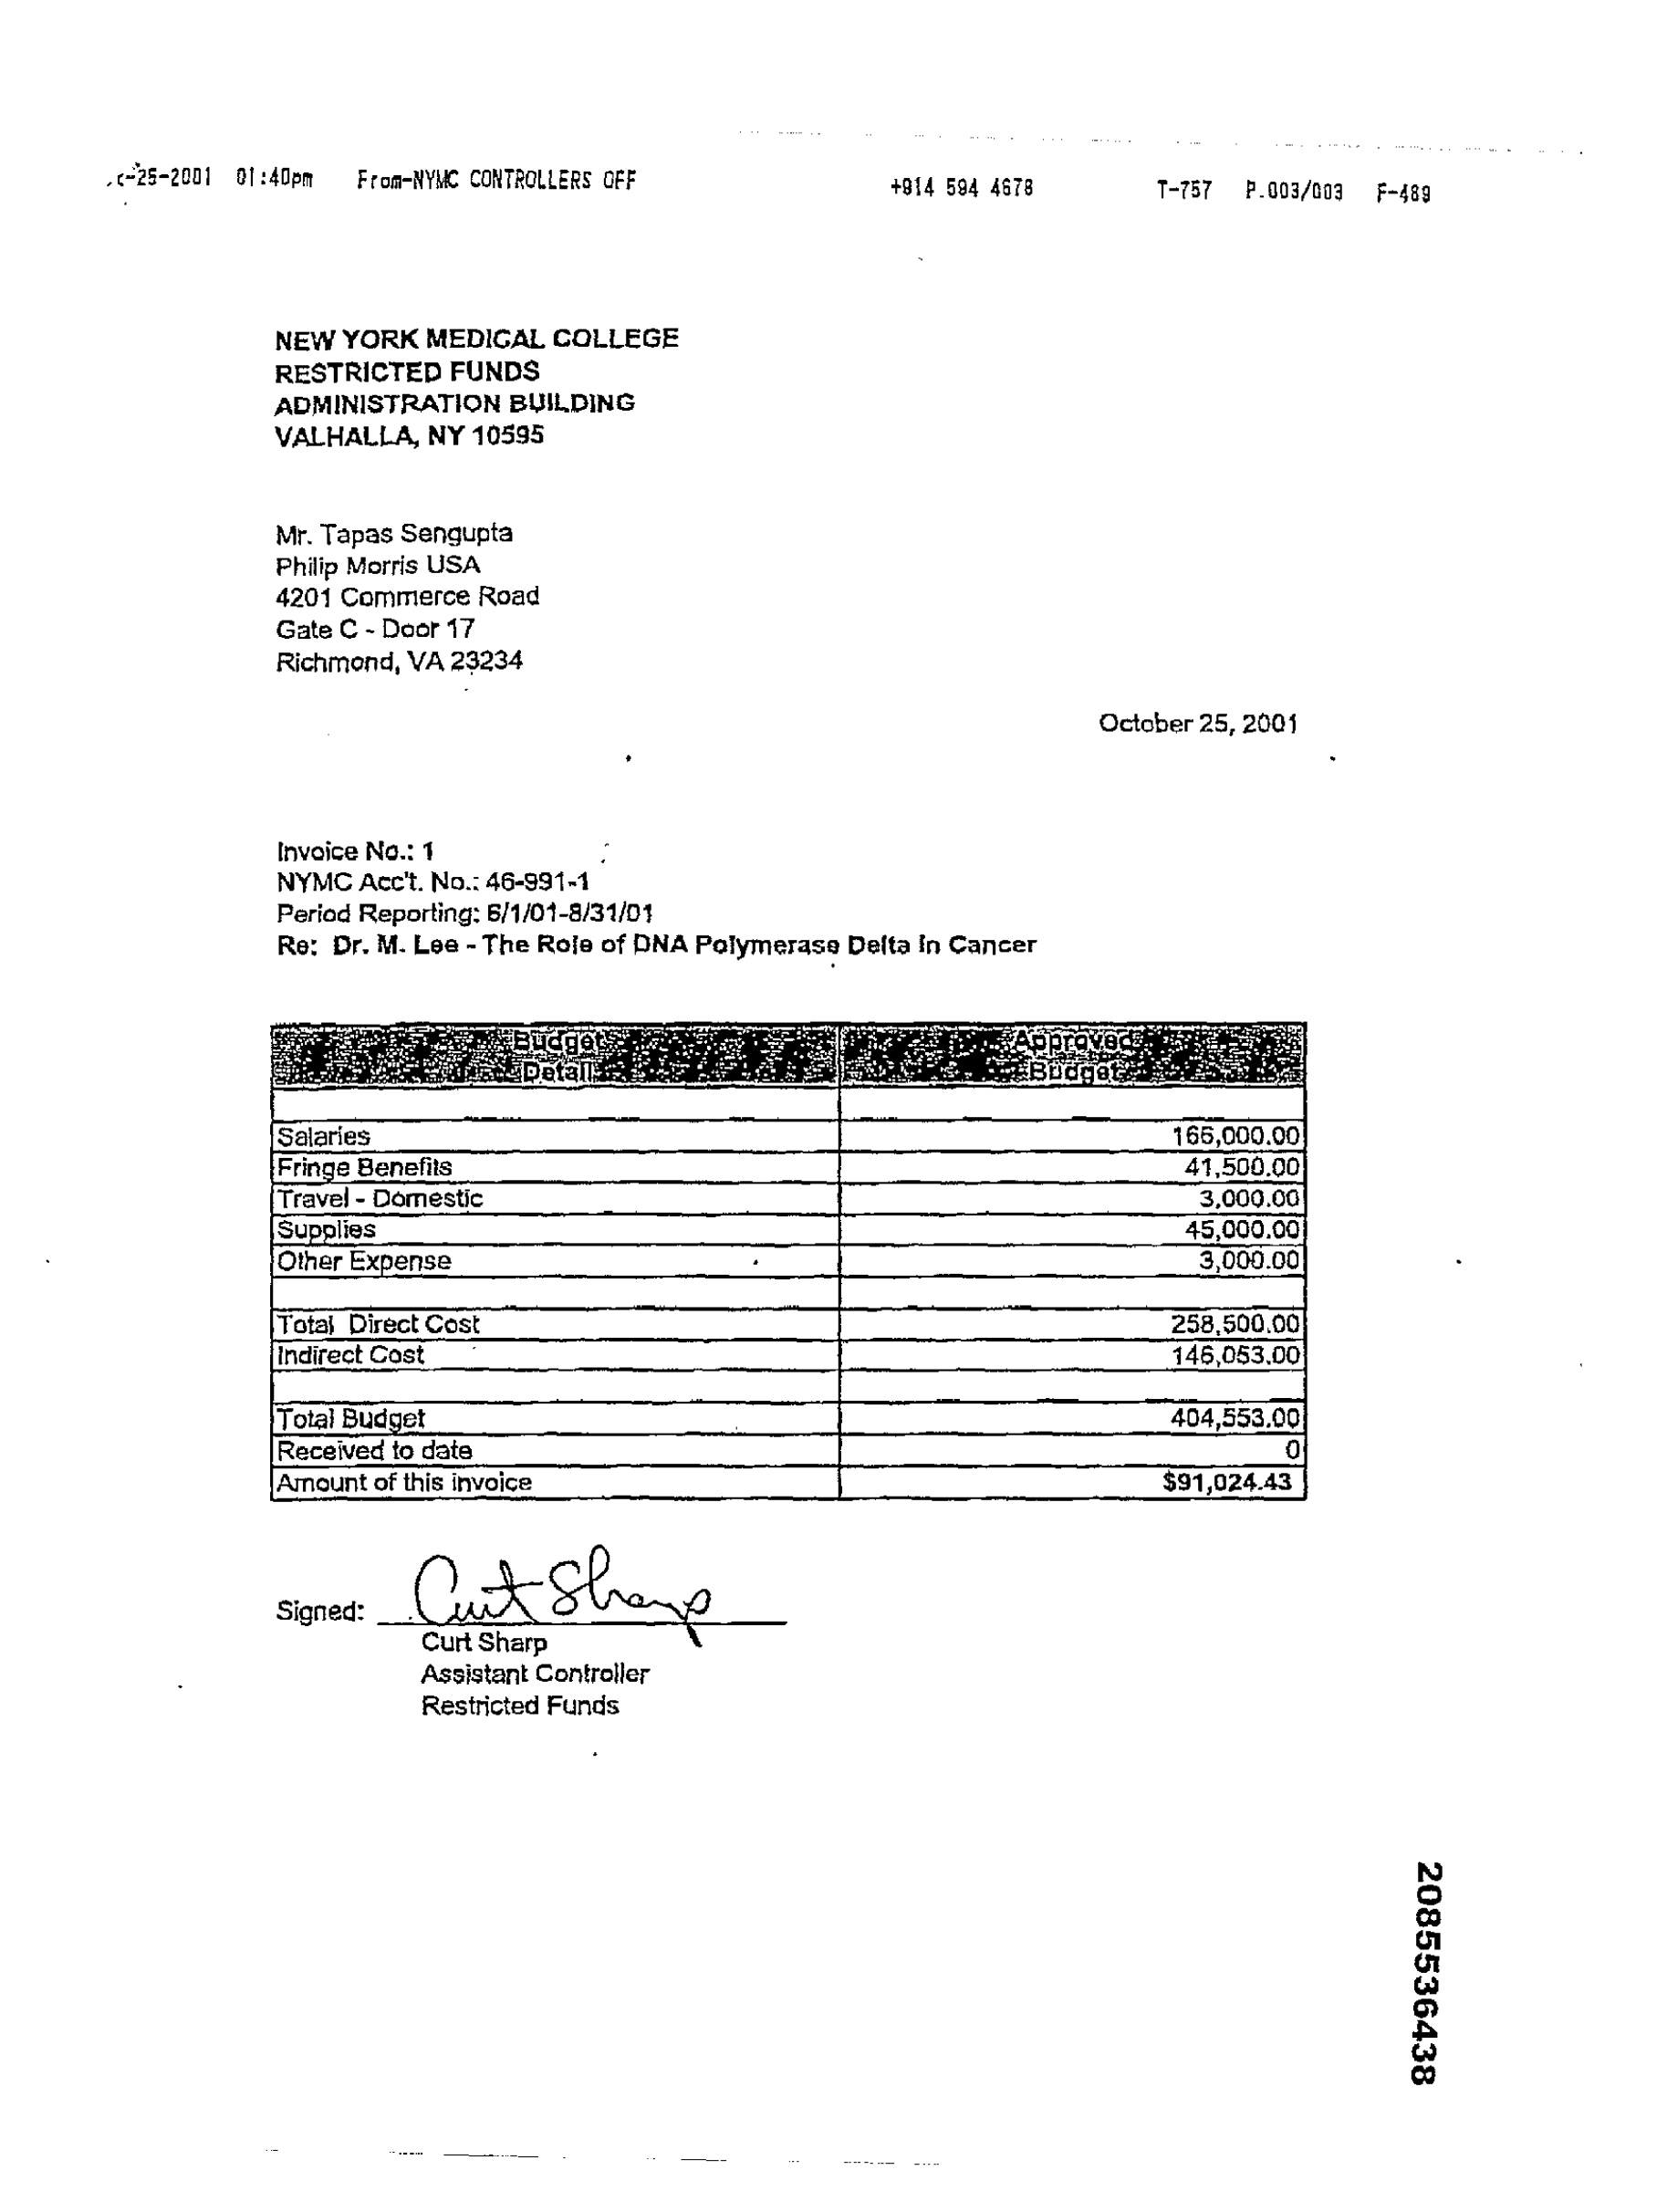 -25-2001 01:40pm From-NYMC CONTROLLERS OFF +914 594 4678 T-757 P.003/003 F-489
NEW YORK MEDICAL COLLEGE
RESTRICTED FUNDS
ADMINISTRATION BUILDING
VALHALLA, NY 10595
Mr. Tapas Sengupta
Philip Morris USA
4201 Commerce Road
Gate C - Door 17
Richmond, VA 23234
October 25, 2001
Invoice No.: 1
NYMC Acc't. No.: 46-991-1
Period Reporting: 6/1/01-8/31/01
Re: Dr. M. Lee - The Role of DNA Polymerase Delta in Cancer
Budget Approved
Detail Budget
Salaries 166,000.00
Fringe Benefits 41,500.00
Travel - Domestic 3,000.00
Supplies 45,000.00
Other Expense 3,000.00
Total Direct Cost 258,500.00
Indirect Cost 146,053.00
Total Budget 404,553.00
Received to date 0
Amount of this invoice $91,024.43
Signed: Curt Sharp
Curt Sharp
Assistant Controller
Restricted Funds
2085536438